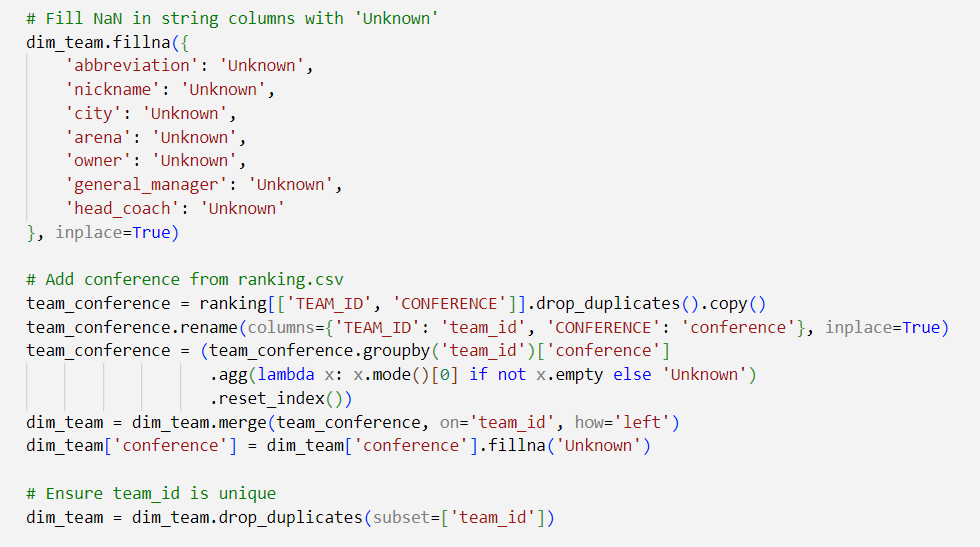 # Fill NaN in string columns with 'Unknown'
dim_team.fillna({
    'abbreviation': 'Unknown',
    'nickname': 'Unknown',
    'city': 'Unknown',
    'arena': 'Unknown',
    'owner': 'Unknown',
    'general_manager': 'Unknown',
    'head_coach': 'Unknown'
}, inplace=True)

# Add conference from ranking.csv
team_conference = ranking[['TEAM_ID', 'CONFERENCE']].drop_duplicates().copy()
team_conference.rename(columns={'TEAM_ID': 'team_id', 'CONFERENCE': 'conference'}, inplace=True)
team_conference = (team_conference.groupby('team_id')['conference']
                   .agg(lambda x: x.mode()[0] if not x.empty else 'Unknown')
                   .reset_index())
dim_team = dim_team.merge(team_conference, on='team_id', how='left')
dim_team['conference'] = dim_team['conference'].fillna('Unknown')

# Ensure team_id is unique
dim_team = dim_team.drop_duplicates(subset=['team_id'])